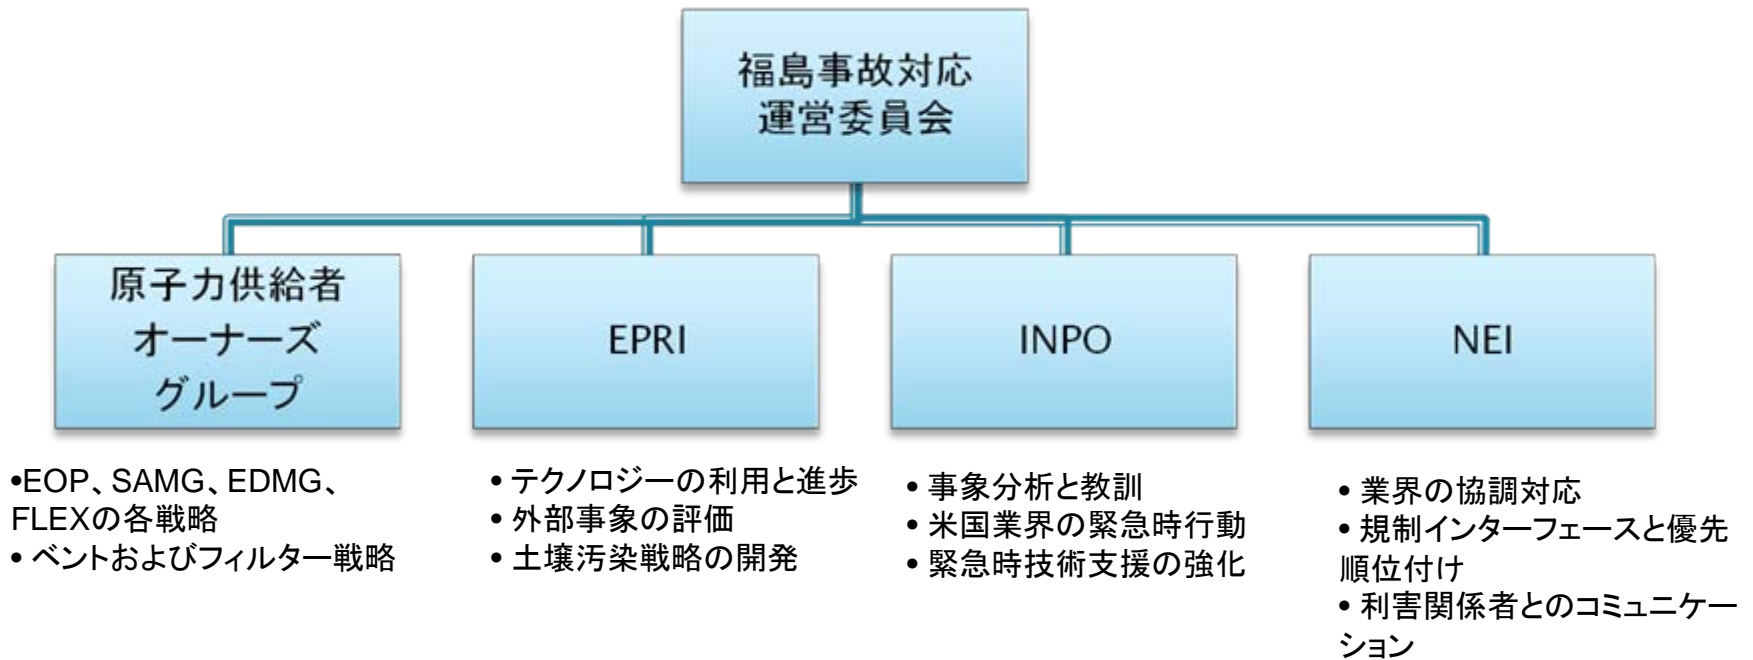 福島事故対応
運営委員会
原子力供給者
オーナーズ
グループ
EPRI
INPO
NEI
•EOP、SAMG、EDMG、
FLEXの各戦略
• ベントおよびフィルター戦略
• テクノロジーの利用と進歩
• 外部事象の評価
• 土壌汚染戦略の開発
• 事象分析と教訓
• 米国業界の緊急時行動
• 緊急時技術支援の強化
• 業界の協調対応
• 規制インターフェースと優先
順位付け
• 利害関係者とのコミュニケー
ション